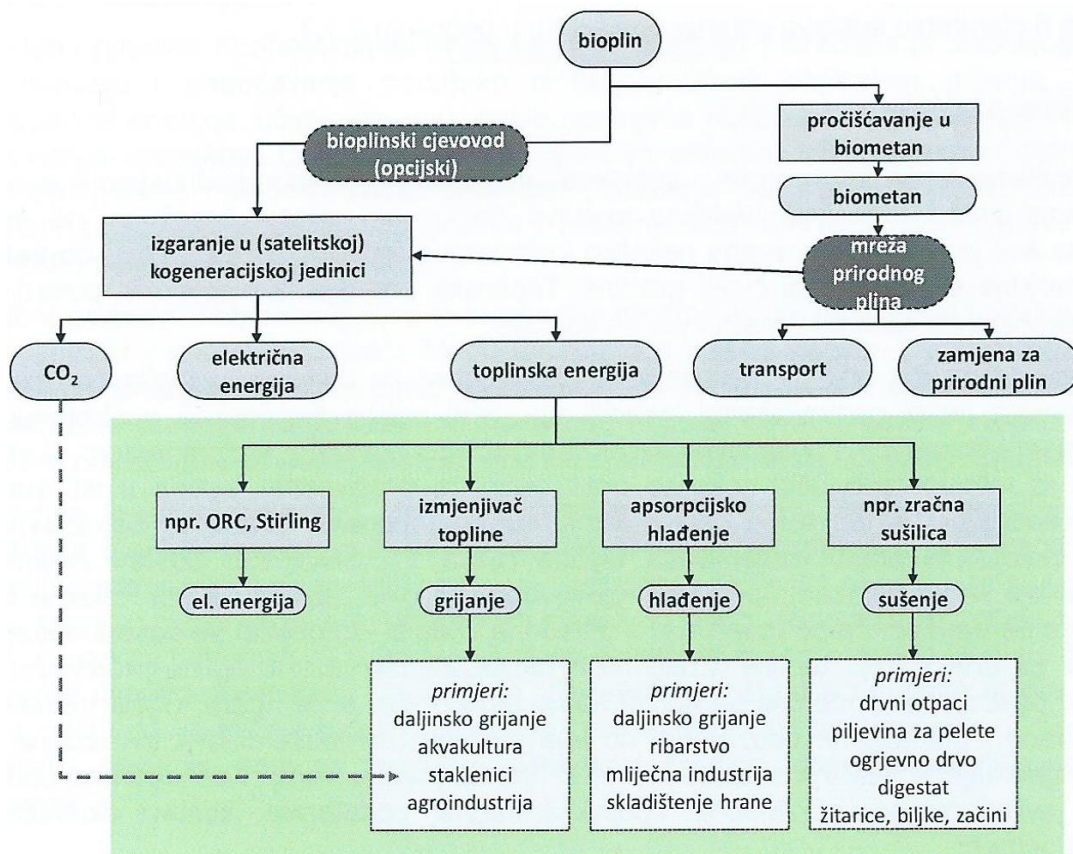 bioplin
bioplinski cjevovod
(opcijski)
pročišćavanje u
biometan
biometan
izgaranje u (satelitskoj)
kogeneracijskoj jedinici
mreža
prirodnog
plina
CO₂
električna
energija
toplinska energija
transport
zamjena za
prirodni plin
npr. ORC, Stirling
izmjenjivač
topline
apsorpcijsko
hlađenje
npr. zračna
sušilica
el. energija
grijanje
hlađenje
sušenje
primjeri:
daljinsko grijanje
akvakultura
staklenici
agroindustrija
primjeri:
daljinsko grijanje
ribarstvo
mliječna industrija
skladištenje hrane
primjeri:
drvni otpaci
piljevina za pelete
ogrjevno drvo
digestat
žitarice, biljke, začini